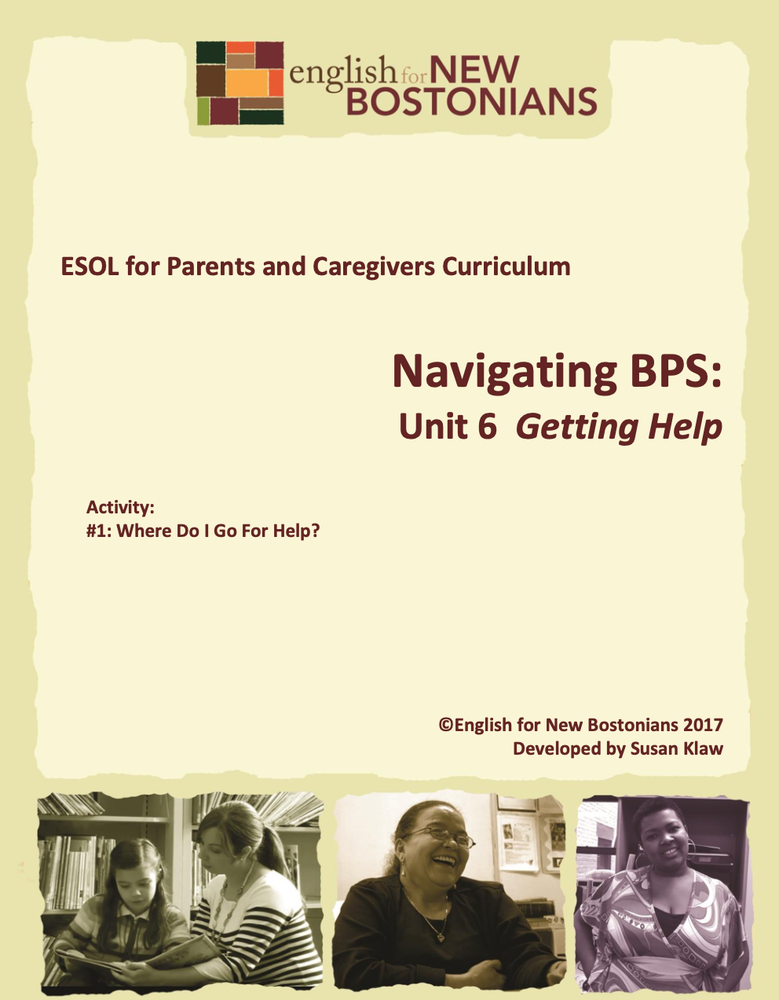 english for NEW
BOSTONIANS
ESOL for Parents and Caregivers Curriculum
Navigating BPS:
Unit 6 Getting Help
Activity:
#1: Where Do I Go For Help?
©English for New Bostonians 2017
Developed by Susan Klaw